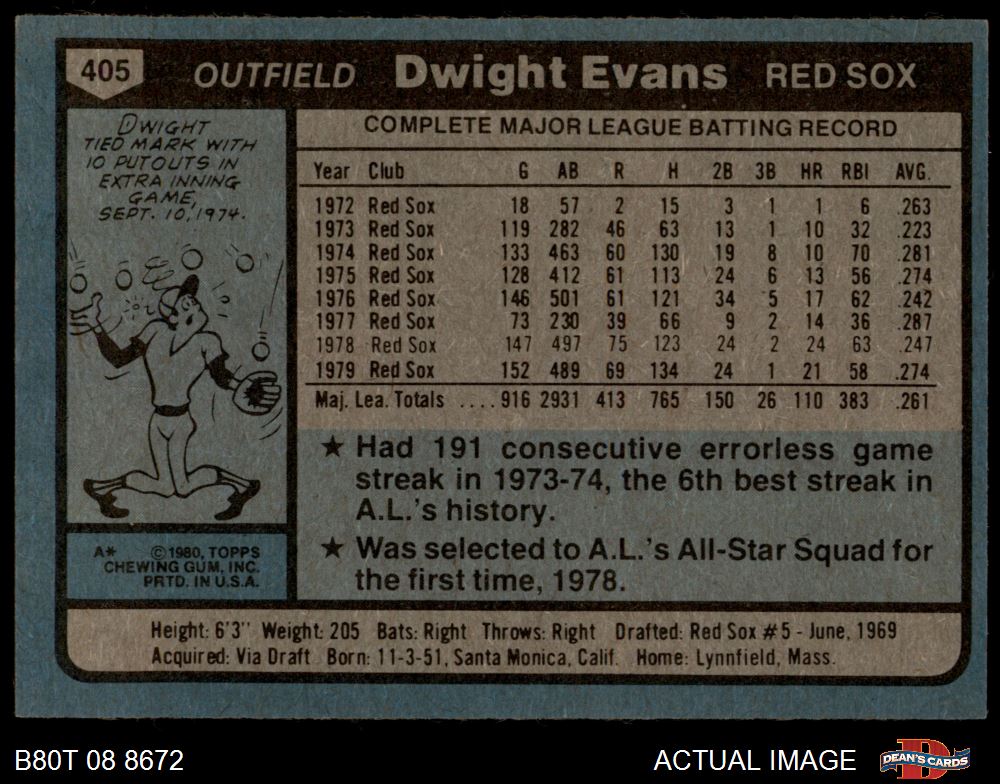 405 OUTFIELD Dwight Evans RED SOX
DWIGHT
TIED MARK WITH
10 PUTOUTS IN
EXTRA INNING
GAME,
SEPT. 10, 1974.
COMPLETE MAJOR LEAGUE BATTING RECORD
Year Club G AB R H 2B 3B HR RBI AVG.
1972 Red Sox 18 57 2 15 3 1 1 6 .263
1973 Red Sox 119 282 46 63 13 1 10 32 .223
1974 Red Sox 133 463 60 130 19 8 10 70 .281
1975 Red Sox 128 412 61 113 24 6 13 56 .274
1976 Red Sox 146 501 61 121 34 5 17 62 .242
1977 Red Sox 73 230 39 66 9 2 14 36 .287
1978 Red Sox 147 497 75 123 24 2 24 63 .247
1979 Red Sox 152 489 69 134 24 1 21 58 .274
Maj. Lea. Totals .... 916 2931 413 765 150 26 110 383 .261
★ Had 191 consecutive errorless game
streak in 1973-74, the 6th best streak in
A.L.'s history.
★ Was selected to A.L.'s All-Star Squad for
the first time, 1978.
A* © 1980, TOPPS
CHEWING GUM, INC.
PRTD. IN U.S.A.
Height: 6'3" Weight: 205 Bats: Right Throws: Right Drafted: Red Sox #5 - June, 1969
Acquired: Via Draft Born: 11-3-51, Santa Monica, Calif. Home: Lynnfield, Mass.
B80T 08 8672
ACTUAL IMAGE
D
DEAN'S CARDS